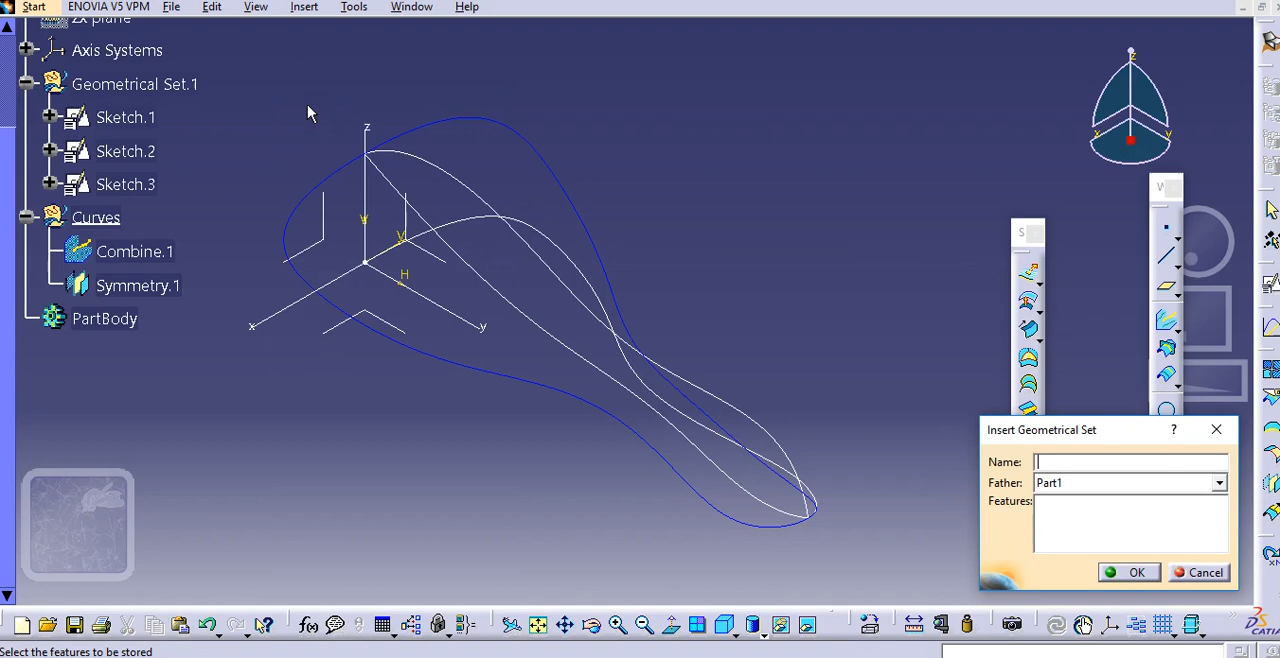 Start ENOVIA V5 VPM File Edit View Insert Tools Window Help
zx plane
Axis Systems
Geometrical Set.1
Sketch.1
Sketch.2
Sketch.3
Curves
Combine.1
Symmetry.1
PartBody
z
V
V
H
x
y
z
x
y
S
W
Insert Geometrical Set ?
Name:
Father: Part1
Features:
OK Cancel
f(x)
Select the features to be stored